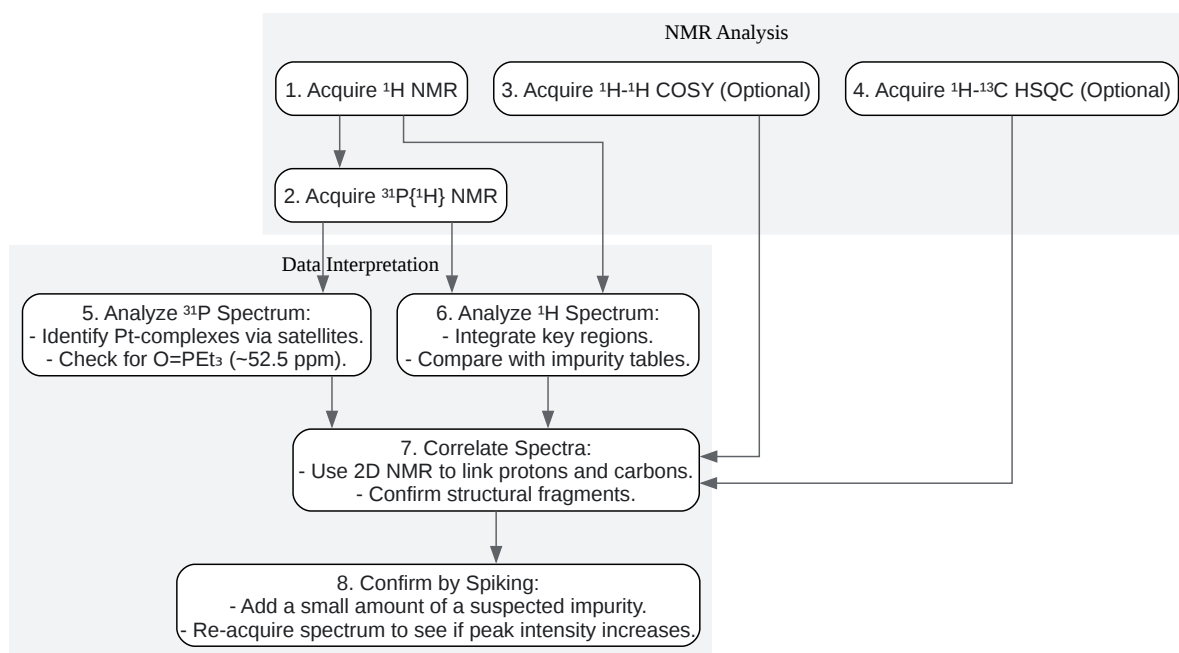 NMR Analysis
1. Acquire ¹H NMR
3. Acquire ¹H-¹H COSY (Optional)
4. Acquire ¹H-¹³C HSQC (Optional)
2. Acquire ³¹P{¹H} NMR
Data Interpretation
5. Analyze ³¹P Spectrum:
- Identify Pt-complexes via satellites.
- Check for O=PEt₃ (~52.5 ppm).
6. Analyze ¹H Spectrum:
- Integrate key regions.
- Compare with impurity tables.
7. Correlate Spectra:
- Use 2D NMR to link protons and carbons.
- Confirm structural fragments.
8. Confirm by Spiking:
- Add a small amount of a suspected impurity.
- Re-acquire spectrum to see if peak intensity increases.